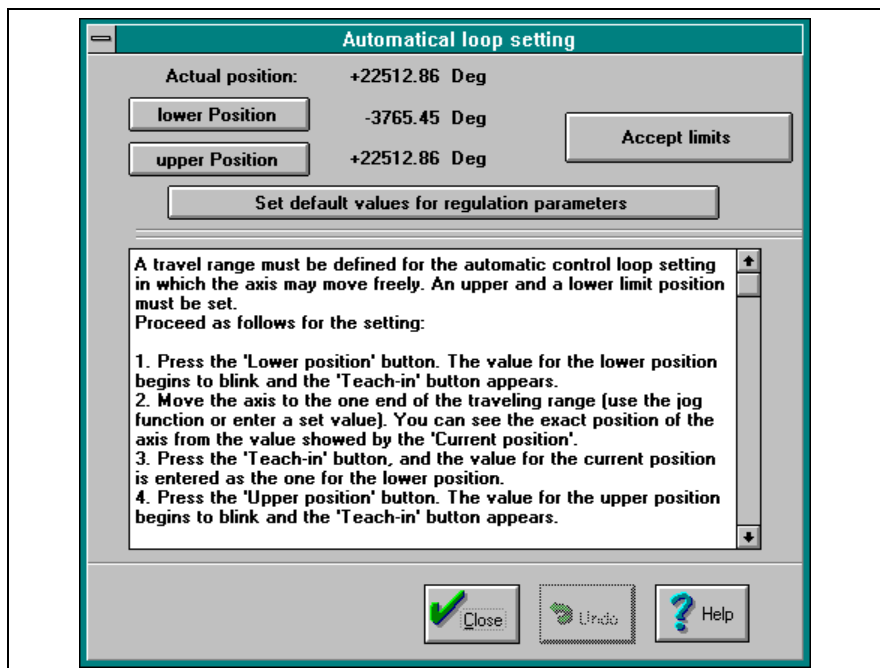 Automatical loop setting
Actual position: +22512.86 Deg
lower Position -3765.45 Deg
Accept limits
upper Position +22512.86 Deg
Set default values for regulation parameters
A travel range must be defined for the automatic control loop setting
in which the axis may move freely. An upper and a lower limit position
must be set.
Proceed as follows for the setting:
1. Press the 'Lower position' button. The value for the lower position
begins to blink and the 'Teach-in' button appears.
2. Move the axis to the one end of the traveling range (use the jog
function or enter a set value). You can see the exact position of the
axis from the value showed by the 'Current position'.
3. Press the 'Teach-in' button, and the value for the current position
is entered as the one for the lower position.
4. Press the 'Upper position' button. The value for the upper position
begins to blink and the 'Teach-in' button appears.
Close Undo Help